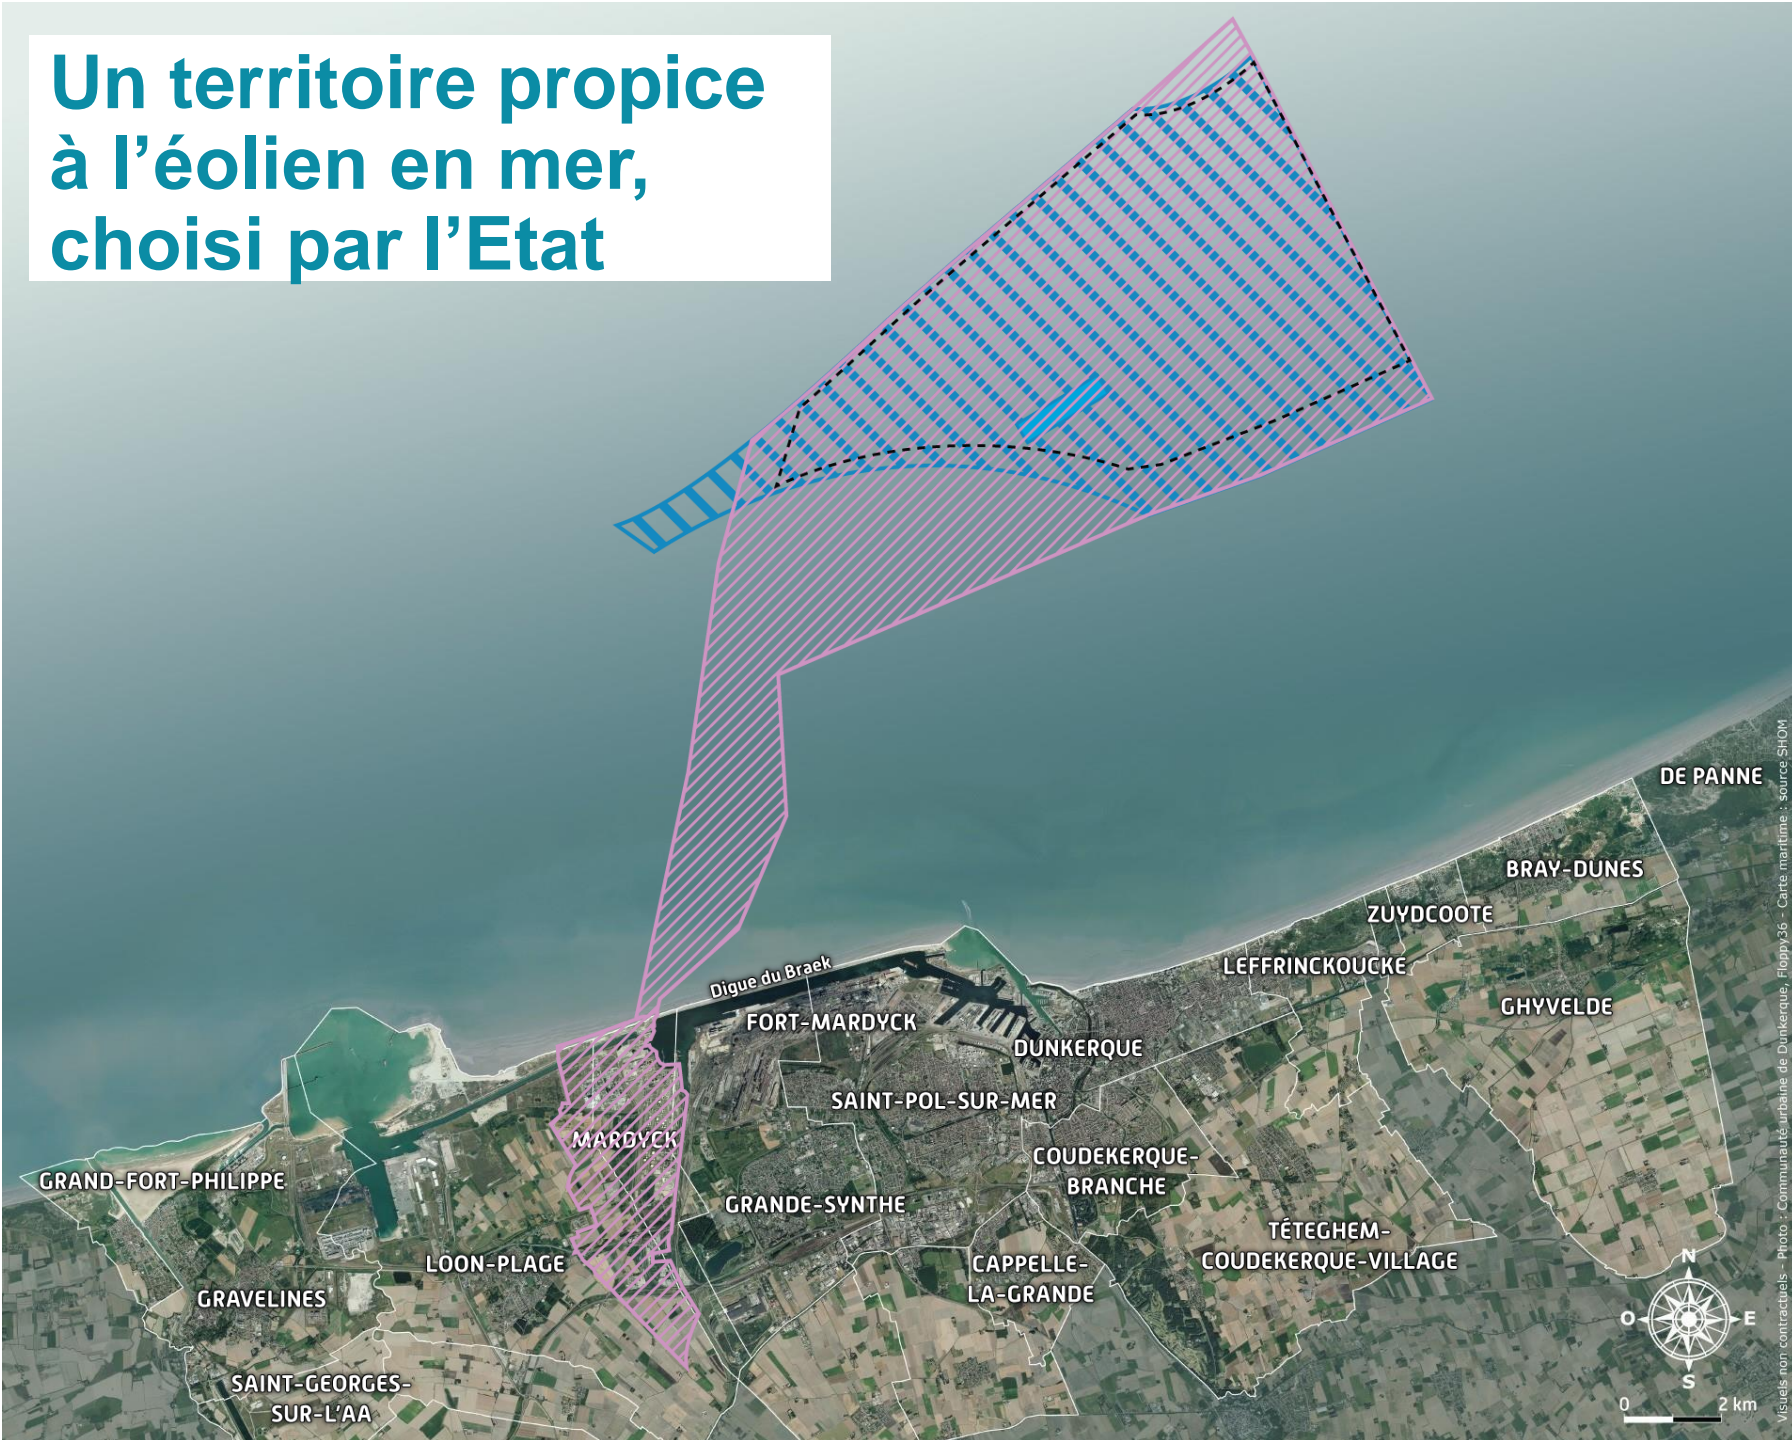 Un territoire propice
à l’éolien en mer,
choisi par l’Etat
DE PANNE
BRAY-DUNES
ZUYDCOOTE
LEFFRINCKOUCKE
GHYVELDE
Digue du Braek
FORT-MARDYCK
DUNKERQUE
SAINT-POL-SUR-MER
MARDYCK
COUDEKERQUE-
BRANCHE
GRAND-FORT-PHILIPPE
GRANDE-SYNTHE
TÉTEGHEM-
COUDEKERQUE-VILLAGE
LOON-PLAGE
CAPPELLE-
LA-GRANDE
GRAVELINES
SAINT-GEORGES-
SUR-L'AA
N
O
E
S
0
2 km
Visuels non contractuels - Photo : Communauté urbaine de Dunkerque, Floppy36 - Carte maritime : source SHOM